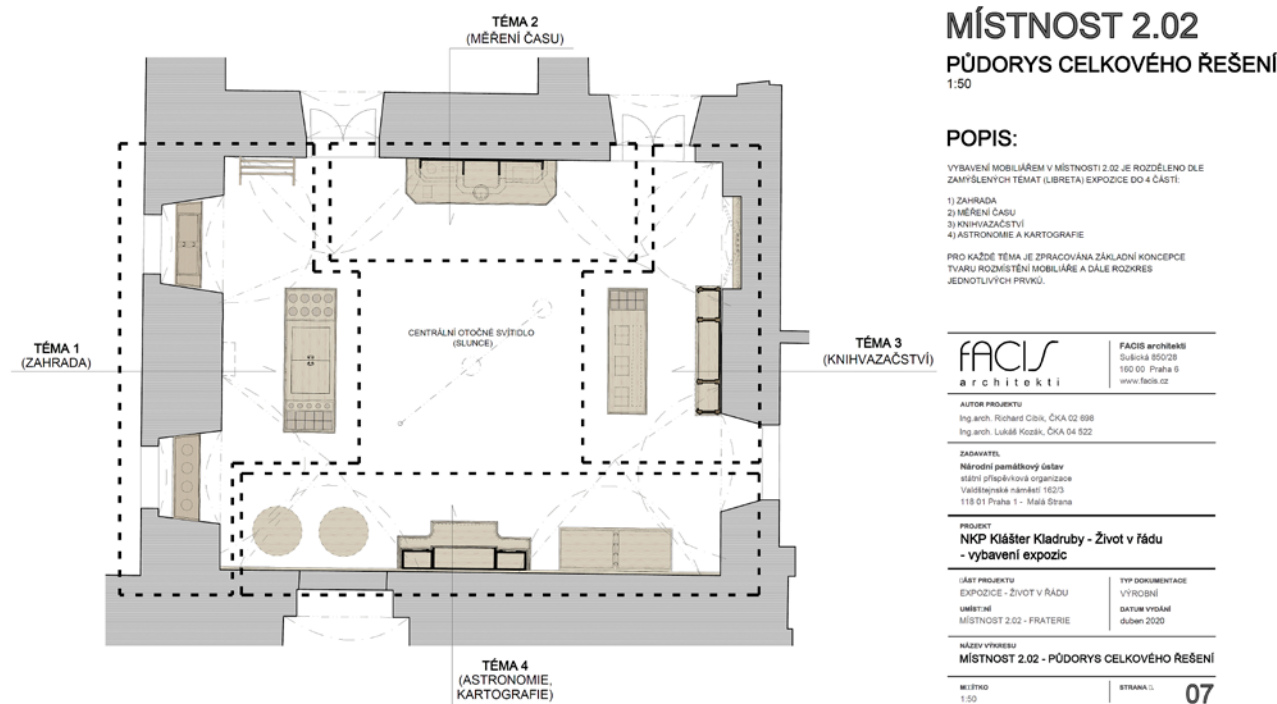 TÉMA 2
(MĚŘENÍ ČASU)
CENTRÁLNÍ OTOČNÉ SVÍTIDLO
(SLUNCE)
TÉMA 1
(ZAHRADA)
TÉMA 3
(KNIHVAZAČSTVÍ)
TÉMA 4
(ASTRONOMIE,
KARTOGRAFIE)
MÍSTNOST 2.02
PŮDORYS CELKOVÉHO ŘEŠENÍ
1:50
POPIS:
VYBAVENÍ MOBILIÁŘEM V MÍSTNOSTI 2.02 JE ROZDĚLENO DLE
ZAMÝŠLENÝCH TÉMAT (LIBRETA) EXPOZICE DO 4 ČÁSTÍ:
1) ZAHRADA
2) MĚŘENÍ ČASU
3) KNIHVAZAČSTVÍ
4) ASTRONOMIE A KARTOGRAFIE
PRO KAŽDÉ TÉMA JE ZPRACOVÁNA ZÁKLADNÍ KONCEPCE
TVARU ROZMÍSTĚNÍ MOBILIÁŘE A DÁLE ROZKRES
JEDNOTLIVÝCH PRVKŮ.
FACIS
architekti
FACIS architekti
Sušická 850/28
160 00 Praha 6
www.facis.cz
AUTOR PROJEKTU
Ing.arch. Richard Cibik, ČKA 02 698
Ing.arch. Lukáš Kozák, ČKA 04 522
ZADAVATEL
Národní památkový ústav
státní příspěvková organizace
Valdštejnské náměstí 162/3
118 01 Praha 1 - Malá Strana
PROJEKT
NKP Klášter Kladruby - Život v řádu
- vybavení expozic
ČÁST PROJEKTU
EXPOZICE - ŽIVOT V ŘÁDU
TYP DOKUMENTACE
VÝROBNÍ
UMÍSTĚNÍ
MÍSTNOST 2.02 - FRATERIE
DATUM VYDÁNÍ
duben 2020
NÁZEV VÝKRESU
MÍSTNOST 2.02 - PŮDORYS CELKOVÉHO ŘEŠENÍ
MĚŘÍTKO
1:50
STRANA Č. 07